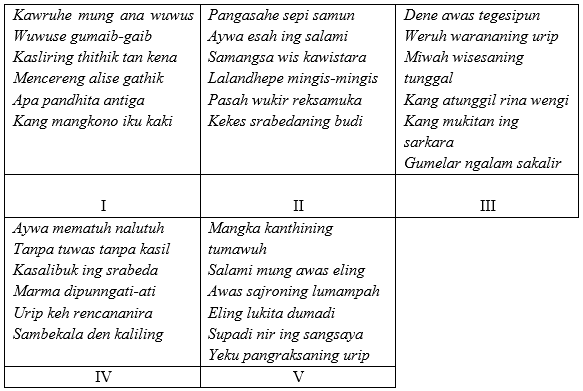 Kawruhe mung ana wuwus
Wuwuse gumaib-gaib
Kasliring thithik tan kena
Mencereng alise gathik
Apa pandhita antiga
Kang mangkono iku kaki
I
Pangasahe sepi samun
Aywa esah ing salami
Samangsa wis kawistara
Lalandhepe mingis-mingis
Pasah wukir reksamuka
Kekes srabedaning budi
II
Dene awas tegesipun
Weruh warananing urip
Miwah wisesaning
tunggal
Kang atunggil rina wengi
Kang mukitan ing
sarkara
Gumelar ngalam sakalir
III
Aywa mematuh nalutuh
Tanpa tuwas tanpa kasil
Kasalibuk ing srabeda
Marma dipunngati-ati
Urip keh rencananira
Sambekala den kaliling
IV
Mangka kanthining
tumawuh
Salami mung awas eling
Awas sajroning lumampah
Eling lukita dumadi
Supadi nir ing sangsaya
Yeku pangraksaning urip
V